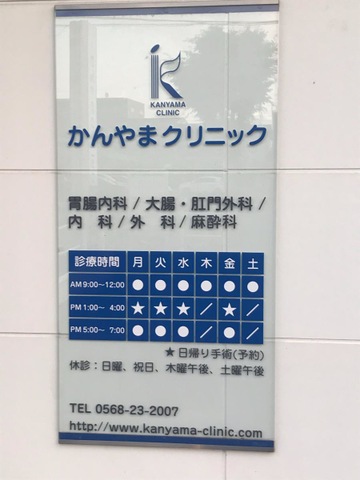 KANYAMA
CLINIC
かんやまクリニック
胃腸内科 / 大腸・肛門外科 /
内　科 / 外　科 / 麻酔科
診療時間 月 火 水 木 金 土
AM 9:00~12:00 ● ● ● ● ● ●
PM 1:00~ 4:00 ★ ★ ★ / ★ /
PM 5:00~ 7:00 ● ● ● / ● /
★ 日帰り手術(予約)
休診：日曜、祝日、木曜午後、土曜午後
TEL 0568-23-2007
http://www.kanyama-clinic.com